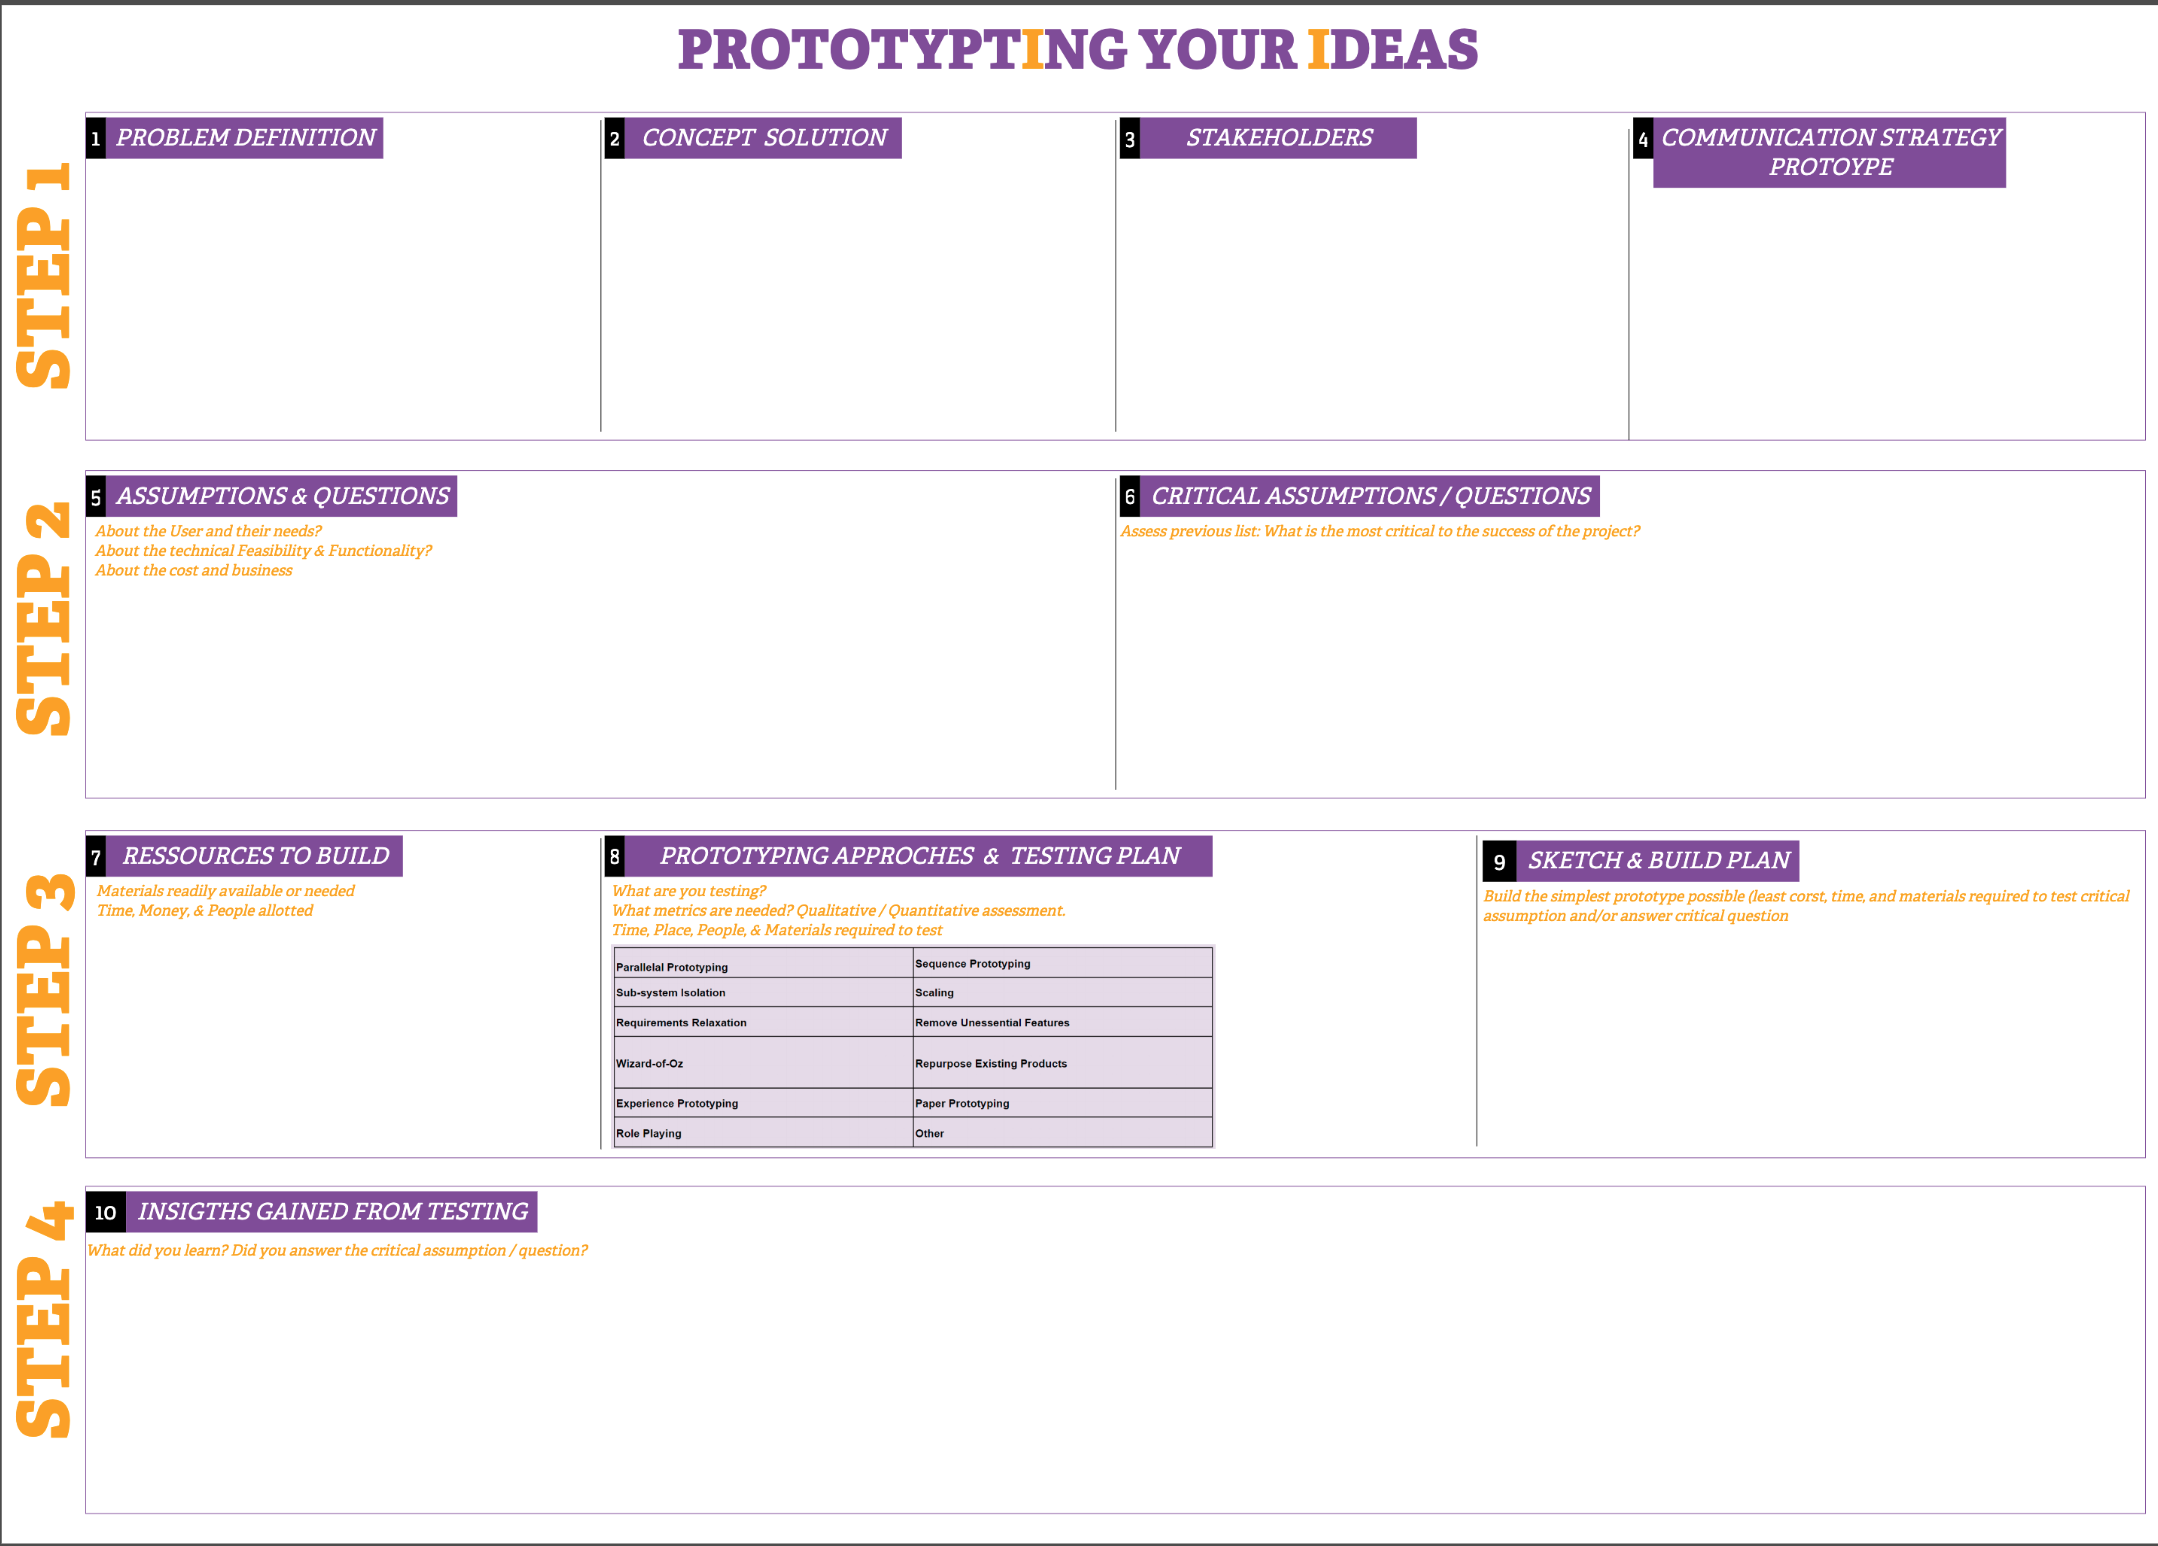 PROTOTYPTING YOUR IDEAS
STEP 1
1 PROBLEM DEFINITION
2 CONCEPT SOLUTION
3 STAKEHOLDERS
4 COMMUNICATION STRATEGY
PROTOYPE
STEP 2
5 ASSUMPTIONS & QUESTIONS
About the User and their needs?
About the technical Feasibility & Functionality?
About the cost and business
6 CRITICAL ASSUMPTIONS / QUESTIONS
Assess previous list: What is the most critical to the success of the project?
STEP 3
7 RESSOURCES TO BUILD
Materials readily available or needed
Time, Money, & People allotted
8 PROTOTYPING APPROCHES & TESTING PLAN
What are you testing?
What metrics are needed? Qualitative / Quantitative assessment.
Time, Place, People, & Materials required to test
Parallelal Prototyping
Sequence Prototyping
Sub-system Isolation
Scaling
Requirements Relaxation
Remove Unessential Features
Wizard-of-Oz
Repurpose Existing Products
Experience Prototyping
Paper Prototyping
Role Playing
Other
9 SKETCH & BUILD PLAN
Build the simplest prototype possible (least corst, time, and materials required to test critical
assumption and/or answer critical question
STEP 4
10 INSIGTHS GAINED FROM TESTING
What did you learn? Did you answer the critical assumption / question?